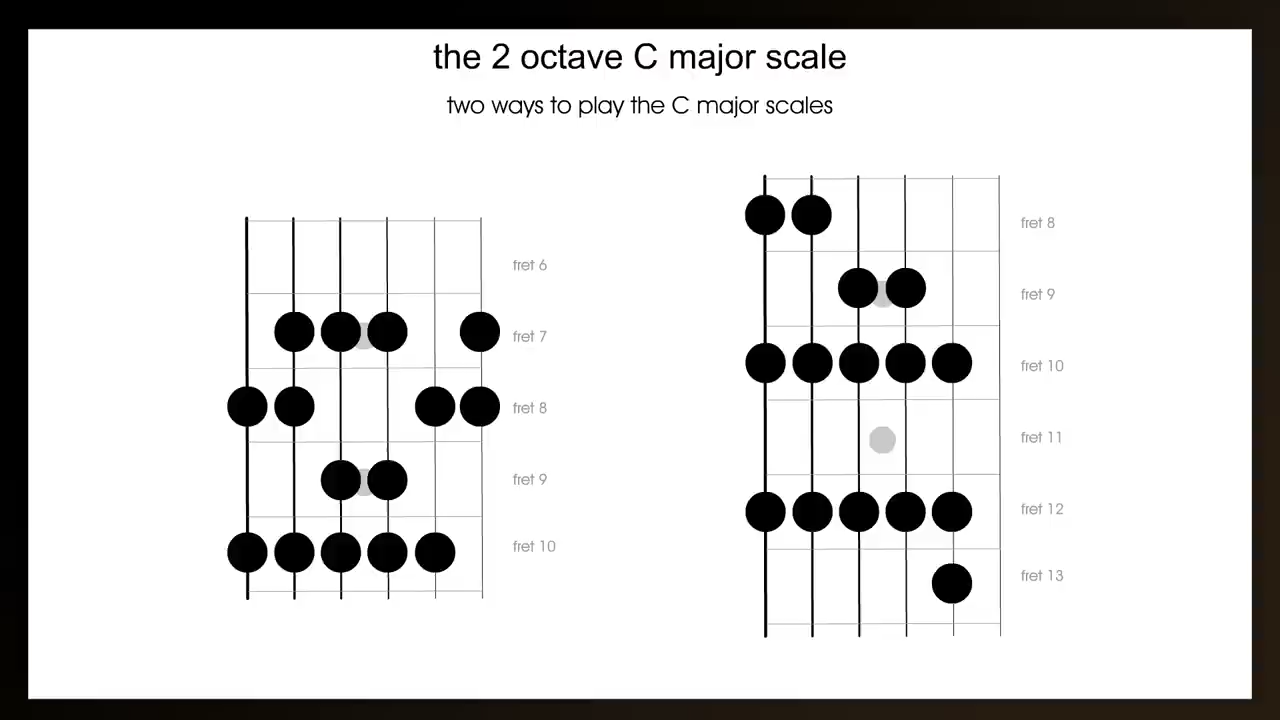 the 2 octave C major scale
two ways to play the C major scales
fret 6
fret 7
fret 8
fret 9
fret 10
fret 8
fret 9
fret 10
fret 11
fret 12
fret 13